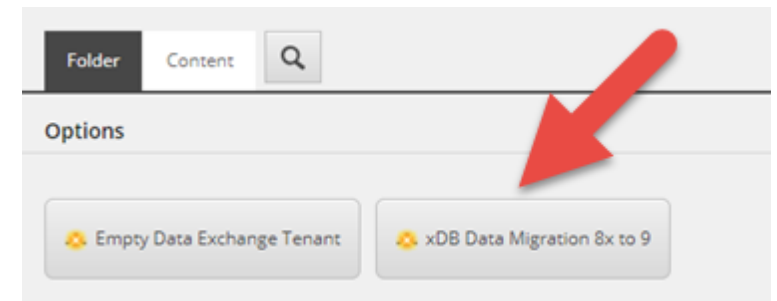 Folder Content
Options
Empty Data Exchange Tenant xDB Data Migration 8x to 9